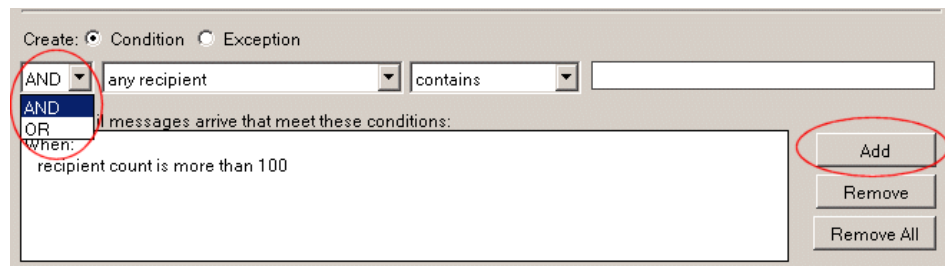 Create: Condition Exception
AND any recipient contains
AND
OR
il messages arrive that meet these conditions:
When:
recipient count is more than 100
Add
Remove
Remove All